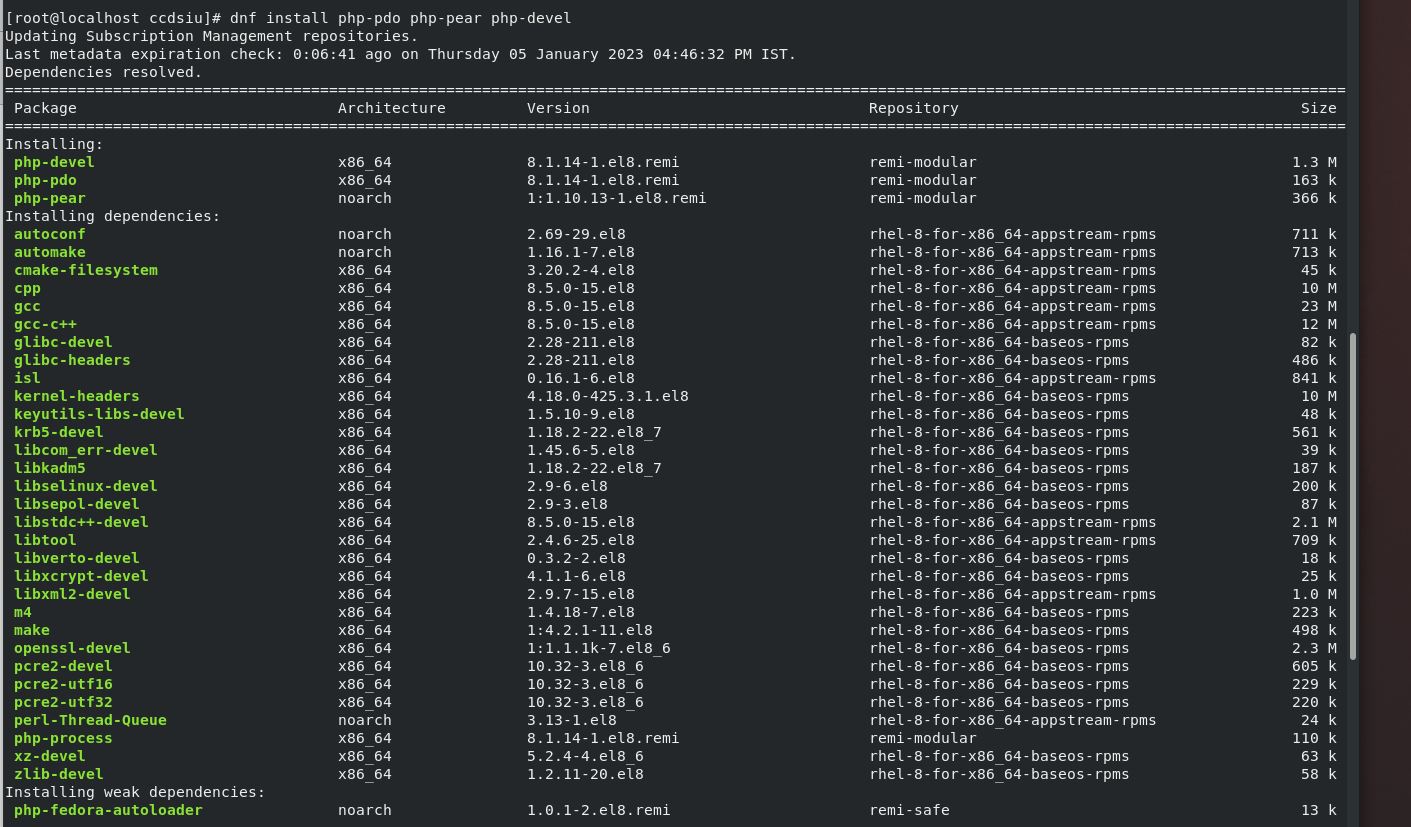 [root@localhost ccdsiu]# dnf install php-pdo php-pear php-devel
Updating Subscription Management repositories.
Last metadata expiration check: 0:06:41 ago on Thursday 05 January 2023 04:46:32 PM IST.
Dependencies resolved.
================================================================================
Package Architecture Version Repository Size
================================================================================
Installing:
php-devel x86_64 8.1.14-1.el8.remi remi-modular 1.3 M
php-pdo x86_64 8.1.14-1.el8.remi remi-modular 163 k
php-pear noarch 1:1.10.13-1.el8.remi remi-modular 366 k
Installing dependencies:
autoconf noarch 2.69-29.el8 rhel-8-for-x86_64-appstream-rpms 711 k
automake noarch 1.16.1-7.el8 rhel-8-for-x86_64-appstream-rpms 713 k
cmake-filesystem x86_64 3.20.2-4.el8 rhel-8-for-x86_64-appstream-rpms 45 k
cpp x86_64 8.5.0-15.el8 rhel-8-for-x86_64-appstream-rpms 10 M
gcc x86_64 8.5.0-15.el8 rhel-8-for-x86_64-appstream-rpms 23 M
gcc-c++ x86_64 8.5.0-15.el8 rhel-8-for-x86_64-appstream-rpms 12 M
glibc-devel x86_64 2.28-211.el8 rhel-8-for-x86_64-baseos-rpms 82 k
glibc-headers x86_64 2.28-211.el8 rhel-8-for-x86_64-baseos-rpms 486 k
isl x86_64 0.16.1-6.el8 rhel-8-for-x86_64-appstream-rpms 841 k
kernel-headers x86_64 4.18.0-425.3.1.el8 rhel-8-for-x86_64-baseos-rpms 10 M
keyutils-libs-devel x86_64 1.5.10-9.el8 rhel-8-for-x86_64-baseos-rpms 48 k
krb5-devel x86_64 1.18.2-22.el8_7 rhel-8-for-x86_64-baseos-rpms 561 k
libcom_err-devel x86_64 1.45.6-5.el8 rhel-8-for-x86_64-baseos-rpms 39 k
libkadm5 x86_64 1.18.2-22.el8_7 rhel-8-for-x86_64-baseos-rpms 187 k
libselinux-devel x86_64 2.9-6.el8 rhel-8-for-x86_64-baseos-rpms 200 k
libsepol-devel x86_64 2.9-3.el8 rhel-8-for-x86_64-baseos-rpms 87 k
libstdc++-devel x86_64 8.5.0-15.el8 rhel-8-for-x86_64-appstream-rpms 2.1 M
libtool x86_64 2.4.6-25.el8 rhel-8-for-x86_64-appstream-rpms 709 k
libverto-devel x86_64 0.3.2-2.el8 rhel-8-for-x86_64-baseos-rpms 18 k
libxcrypt-devel x86_64 4.1.1-6.el8 rhel-8-for-x86_64-baseos-rpms 25 k
libxml2-devel x86_64 2.9.7-15.el8 rhel-8-for-x86_64-appstream-rpms 1.0 M
m4 x86_64 1.4.18-7.el8 rhel-8-for-x86_64-baseos-rpms 223 k
make x86_64 1:4.2.1-11.el8 rhel-8-for-x86_64-baseos-rpms 498 k
openssl-devel x86_64 1:1.1.1k-7.el8_6 rhel-8-for-x86_64-baseos-rpms 2.3 M
pcre2-devel x86_64 10.32-3.el8_6 rhel-8-for-x86_64-baseos-rpms 605 k
pcre2-utf16 x86_64 10.32-3.el8_6 rhel-8-for-x86_64-baseos-rpms 229 k
pcre2-utf32 x86_64 10.32-3.el8_6 rhel-8-for-x86_64-baseos-rpms 220 k
perl-Thread-Queue noarch 3.13-1.el8 rhel-8-for-x86_64-appstream-rpms 24 k
php-process x86_64 8.1.14-1.el8.remi remi-modular 110 k
xz-devel x86_64 5.2.4-4.el8_6 rhel-8-for-x86_64-baseos-rpms 63 k
zlib-devel x86_64 1.2.11-20.el8 rhel-8-for-x86_64-baseos-rpms 58 k
Installing weak dependencies:
php-fedora-autoloader noarch 1.0.1-2.el8.remi remi-safe 13 k